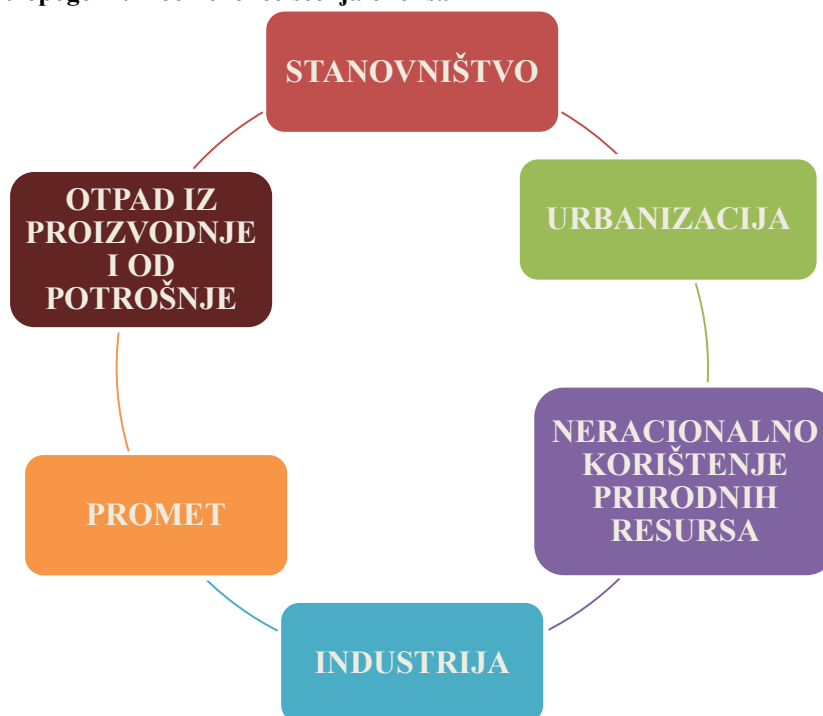 STANOVNIŠTVO
URBANIZACIJA
NERACIONALNO
KORIŠTENJE
PRIRODNIH
RESURSA
INDUSTRIJA
PROMET
OTPAD IZ
PROIZVODNJE
I OD
POTROŠNJE